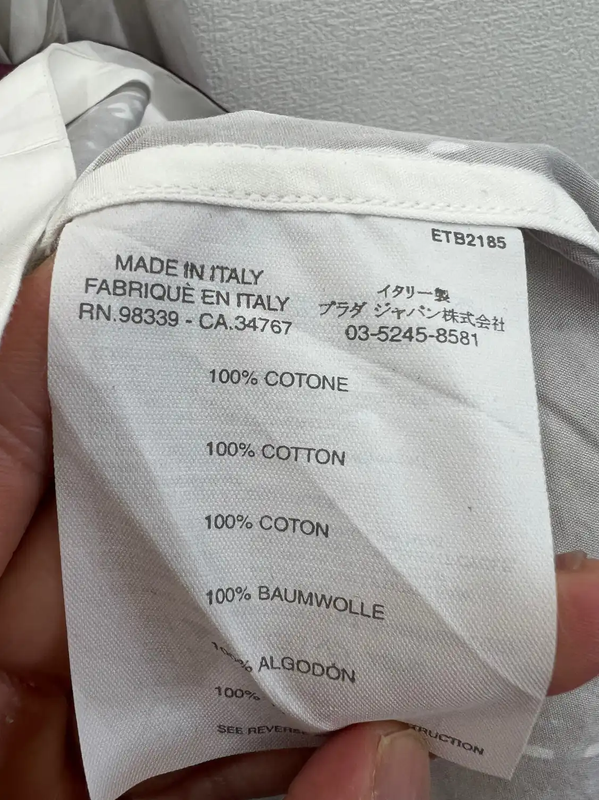 ETB2185
MADE IN ITALY
FABRIQUÈ EN ITALY
RN.98339 - CA.34767
イタリー製
プラダ ジャパン株式会社
03-5245-8581
100% COTONE
100% COTTON
100% COTON
100% BAUMWOLLE
100% ALGODÓN
100%
SEE